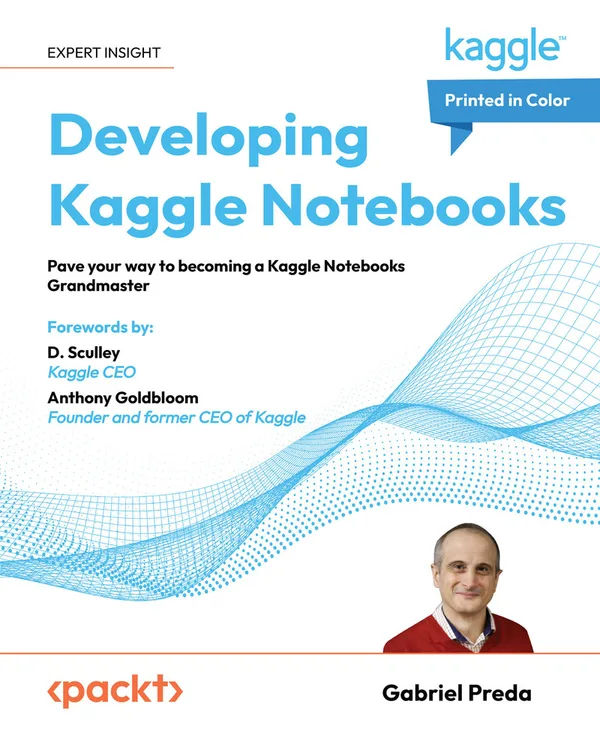 EXPERT INSIGHT
kaggle™
Printed in Color
Developing
Kaggle Notebooks
Pave your way to becoming a Kaggle Notebooks
Grandmaster
Forewords by:
D. Sculley
Kaggle CEO
Anthony Goldbloom
Founder and former CEO of Kaggle
<packt>
Gabriel Preda